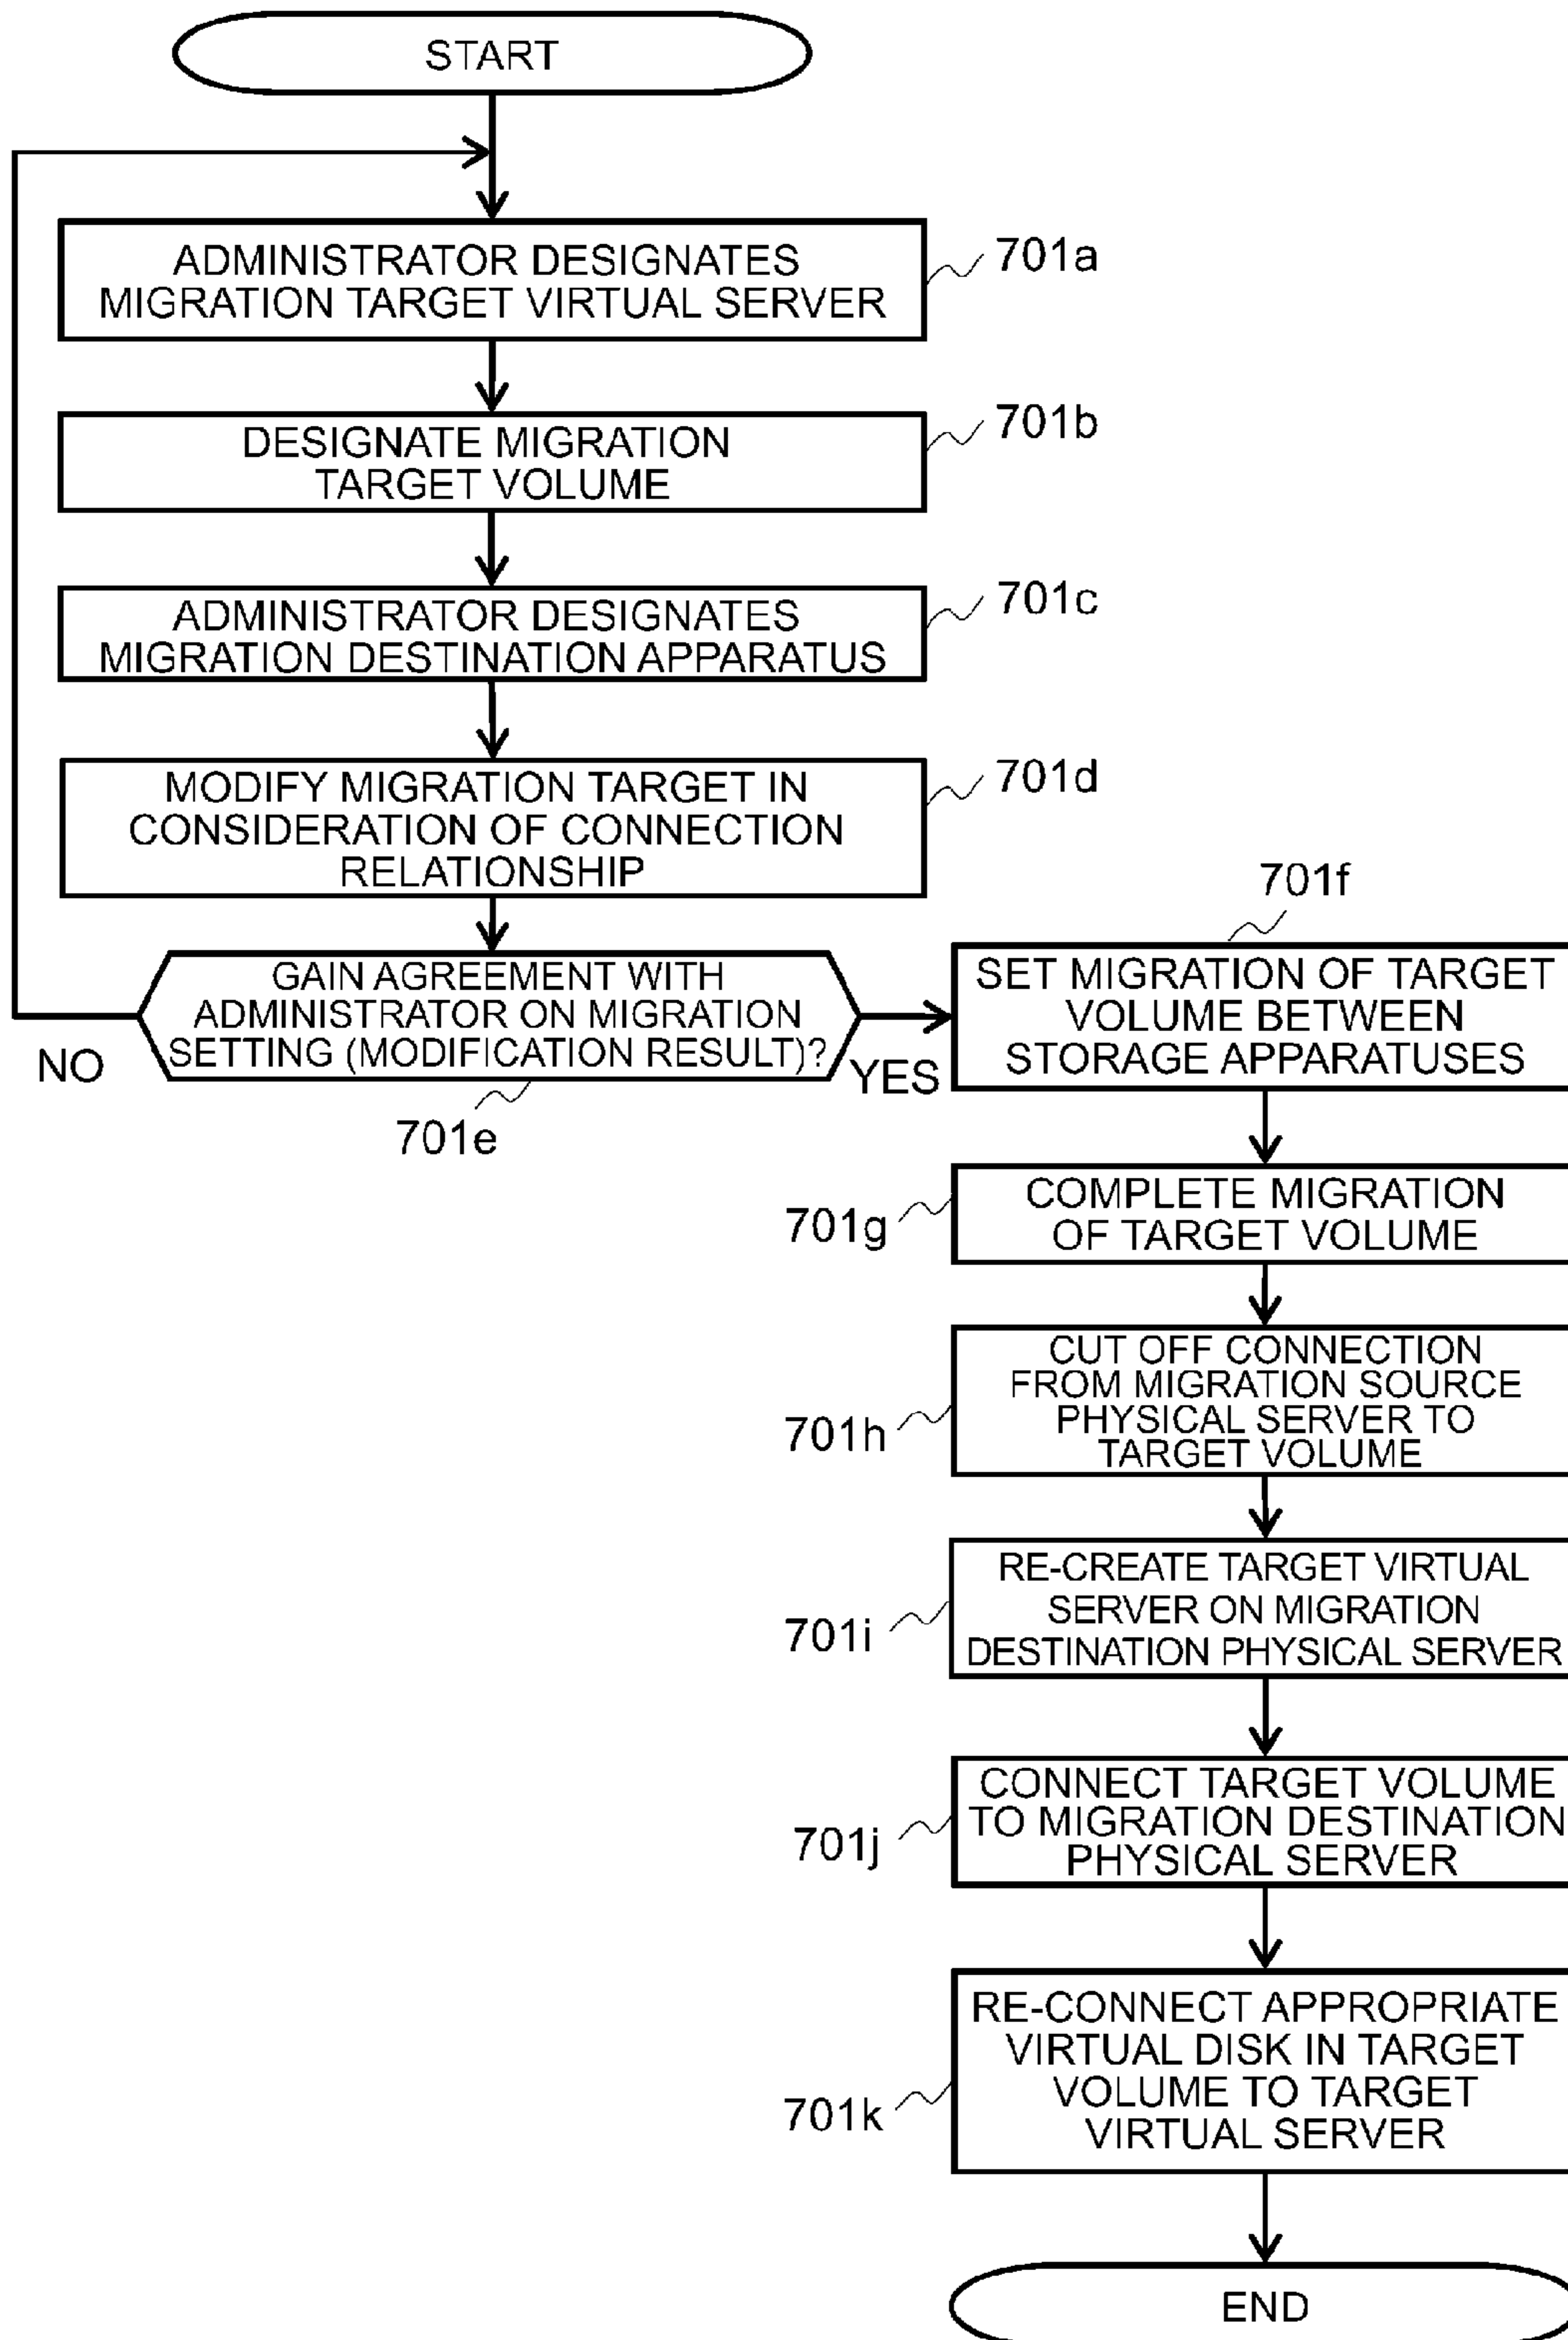 START
ADMINISTRATOR DESIGNATES
MIGRATION TARGET VIRTUAL SERVER
701a
DESIGNATE MIGRATION
TARGET VOLUME
701b
ADMINISTRATOR DESIGNATES
MIGRATION DESTINATION APPARATUS
701c
MODIFY MIGRATION TARGET IN
CONSIDERATION OF CONNECTION
RELATIONSHIP
701d
GAIN AGREEMENT WITH
ADMINISTRATOR ON MIGRATION
SETTING (MODIFICATION RESULT)?
NO
YES
701e
701f
SET MIGRATION OF TARGET
VOLUME BETWEEN
STORAGE APPARATUSES
701g
COMPLETE MIGRATION
OF TARGET VOLUME
701h
CUT OFF CONNECTION
FROM MIGRATION SOURCE
PHYSICAL SERVER TO
TARGET VOLUME
701i
RE-CREATE TARGET VIRTUAL
SERVER ON MIGRATION
DESTINATION PHYSICAL SERVER
701j
CONNECT TARGET VOLUME
TO MIGRATION DESTINATION
PHYSICAL SERVER
701k
RE-CONNECT APPROPRIATE
VIRTUAL DISK IN TARGET
VOLUME TO TARGET
VIRTUAL SERVER
END